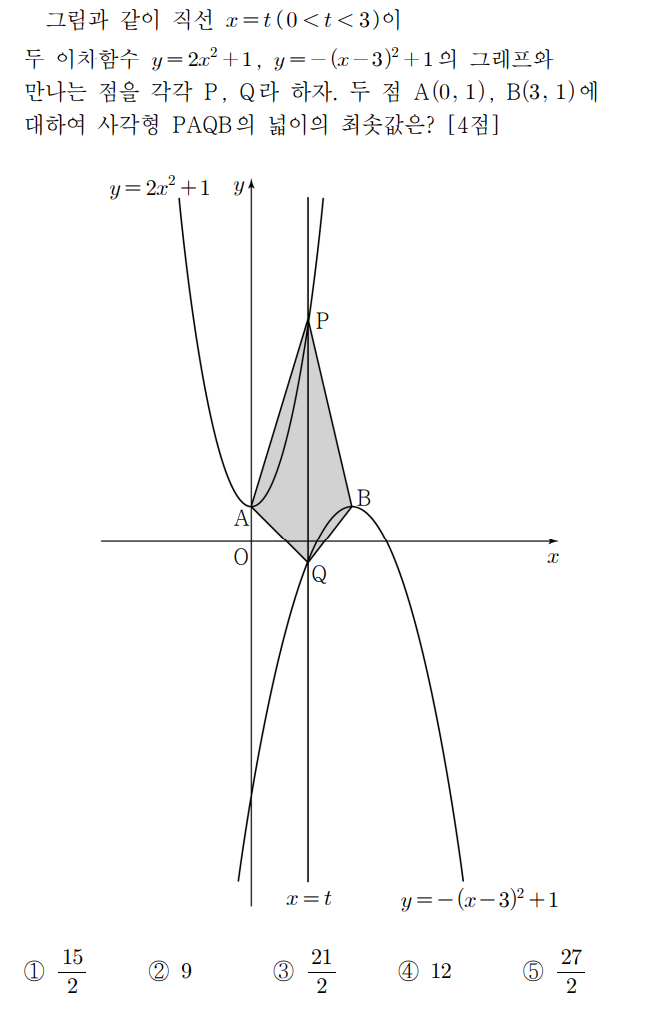 그림과 같이 직선 x=t(0<t<3)이
두 이차함수 y=2x²+1, y=-(x-3)²+1의 그래프와
만나는 점을 각각 P, Q라 하자. 두 점 A(0, 1), B(3, 1)에
대하여 사각형 PAQB의 넓이의 최솟값은? [4점]
y=2x²+1 y
P
B
A
O x
Q
x=t y=-(x-3)²+1
① 15/2 ② 9 ③ 21/2 ④ 12 ⑤ 27/2